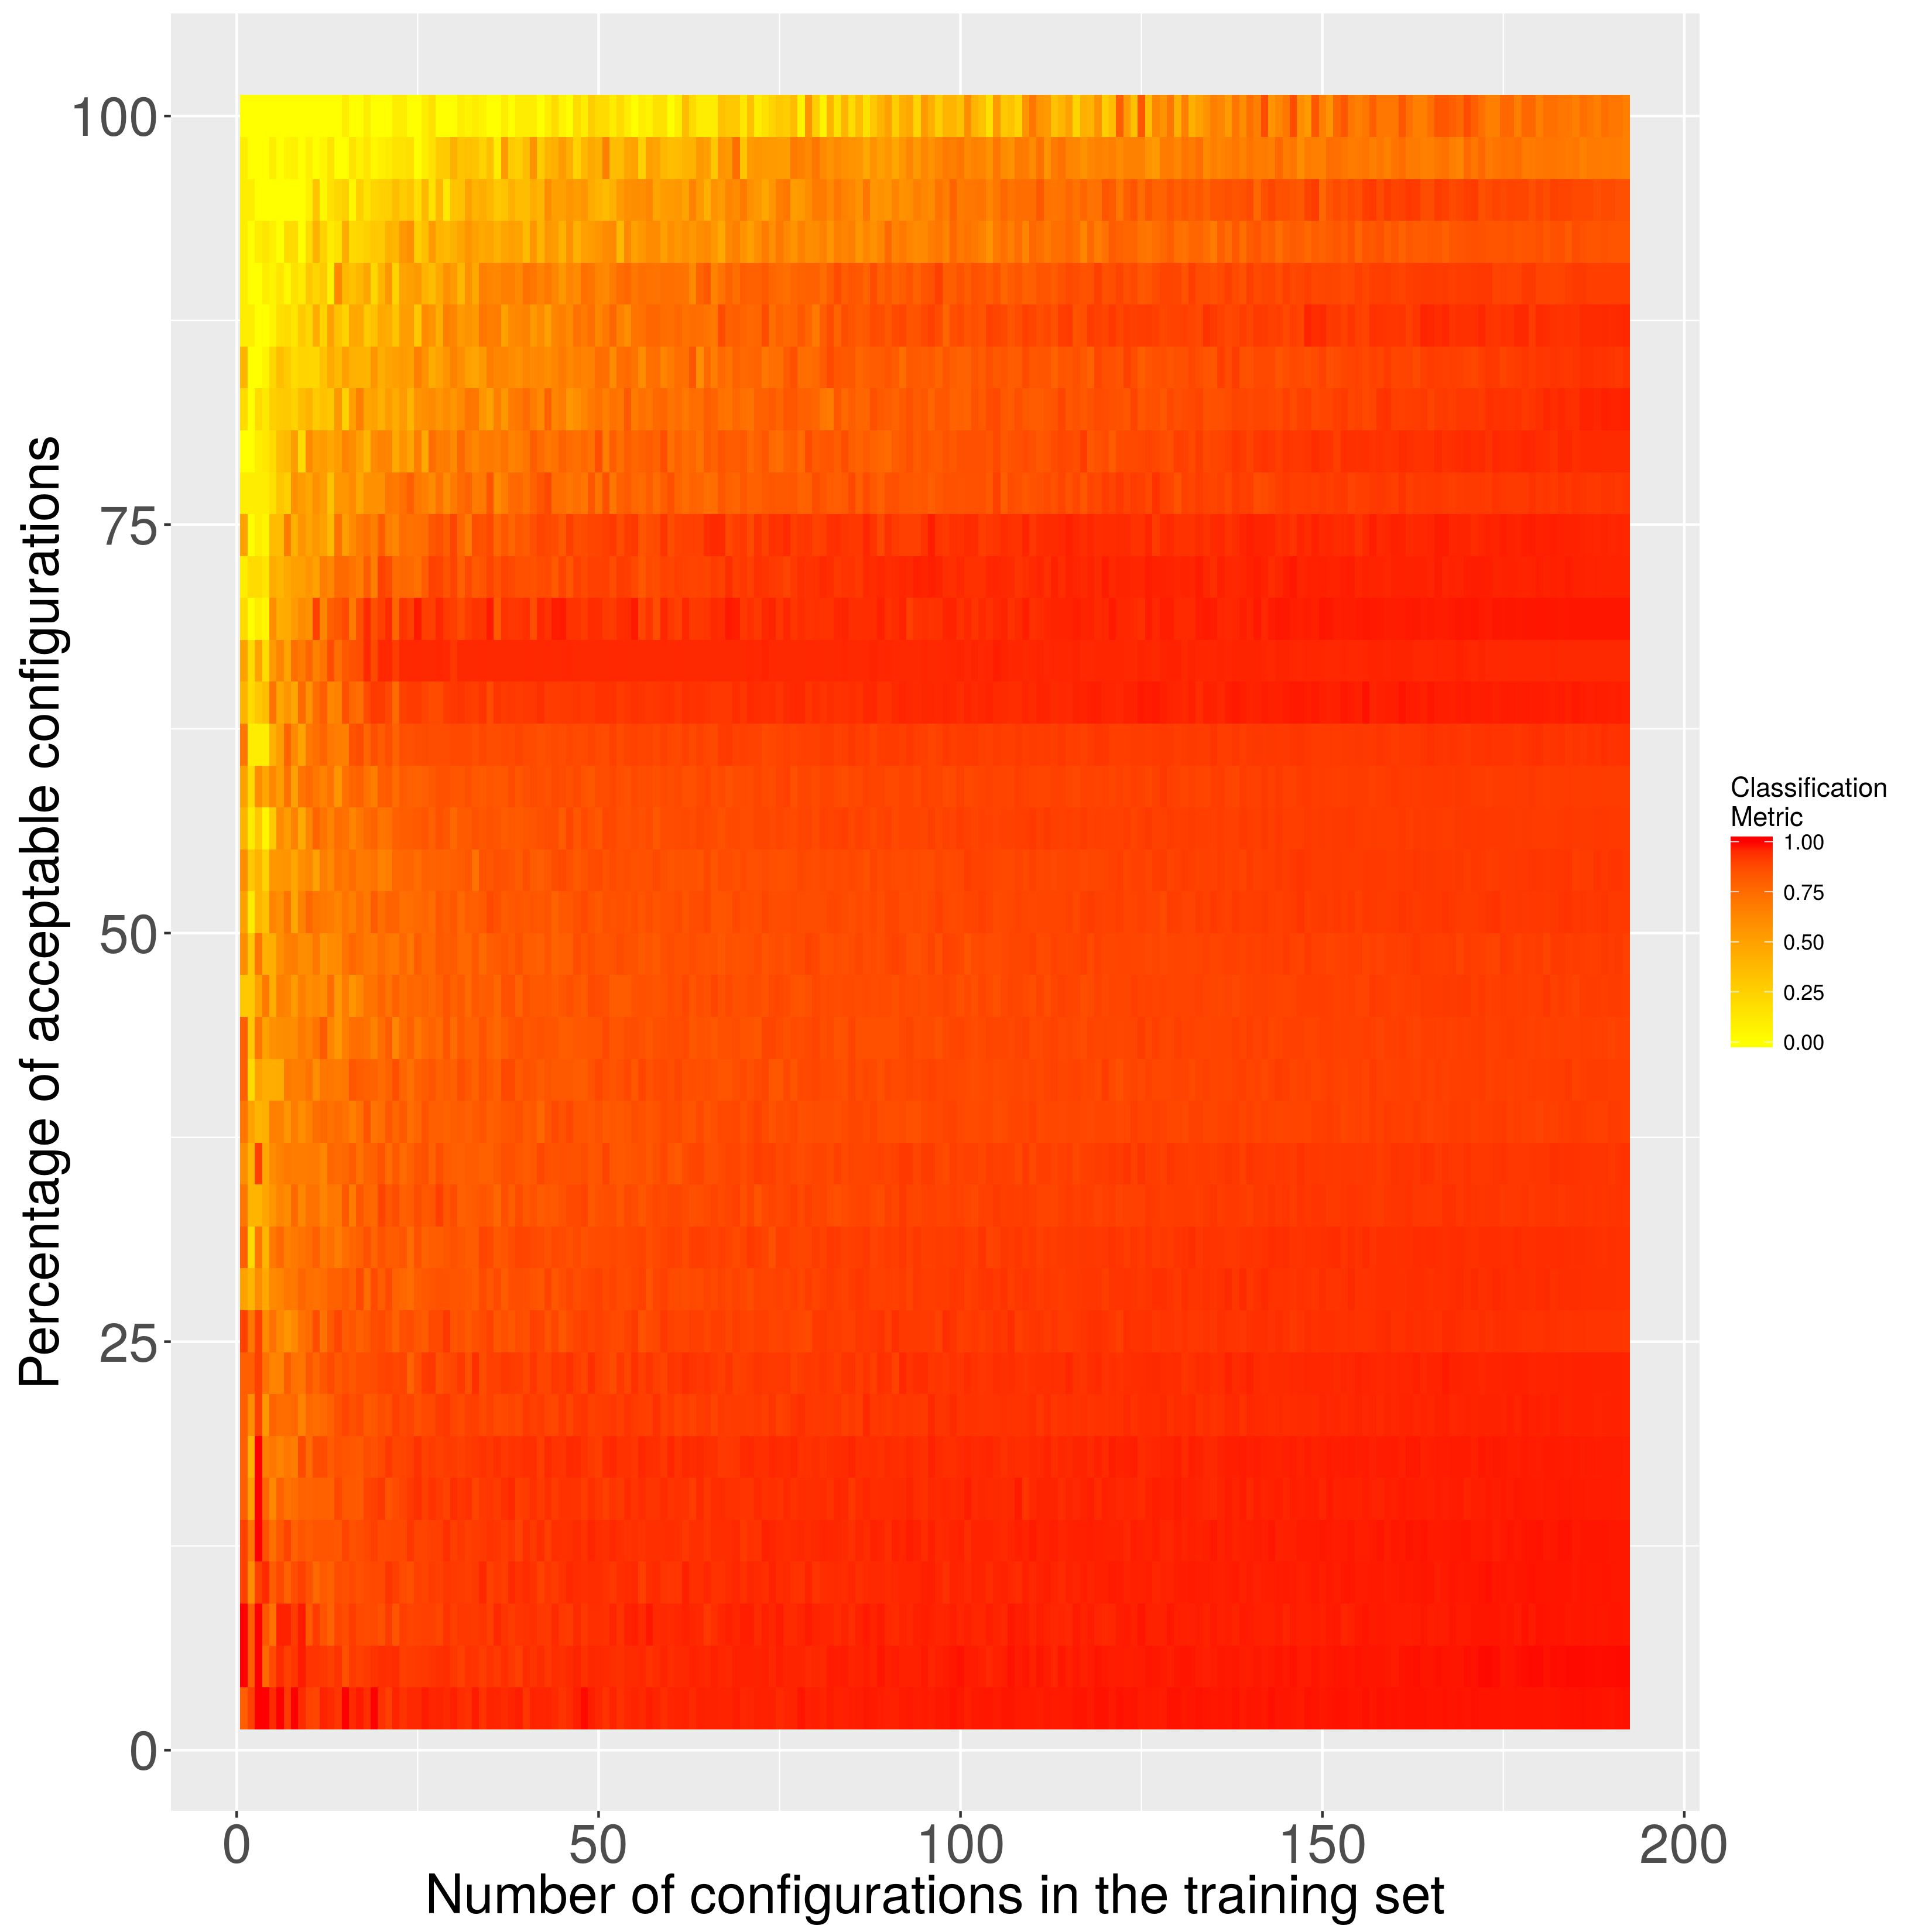 100
75
50
25
0
Percentage of acceptable configurations
0 50 100 150 200
Number of configurations in the training set
Classification
Metric
1.00
0.75
0.50
0.25
0.00